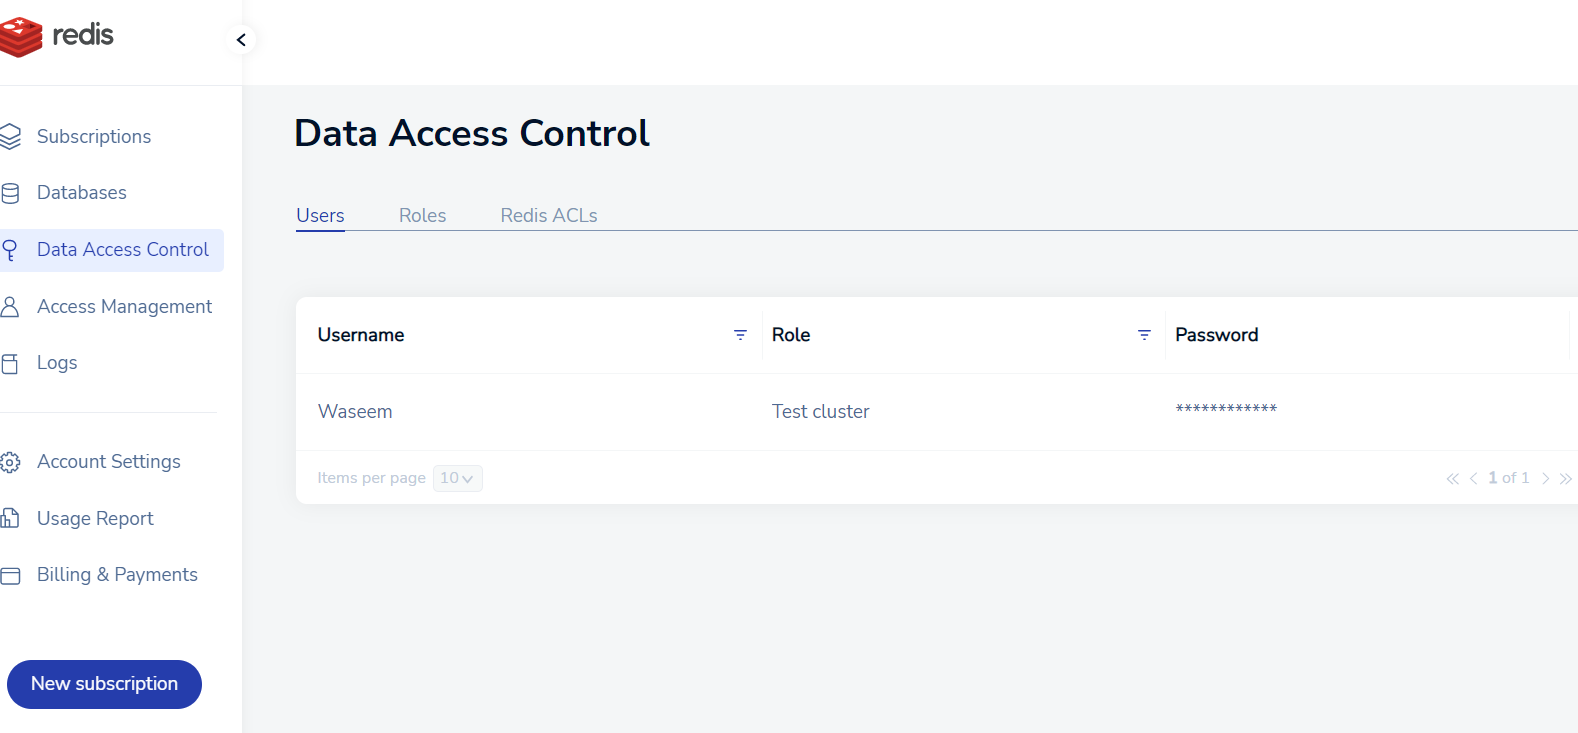 redis
Subscriptions
Databases
Data Access Control
Access Management
Logs
Account Settings
Usage Report
Billing & Payments
New subscription
Data Access Control
Users Roles Redis ACLs
Username Role Password
Waseem Test cluster ************
Items per page 10 1 of 1